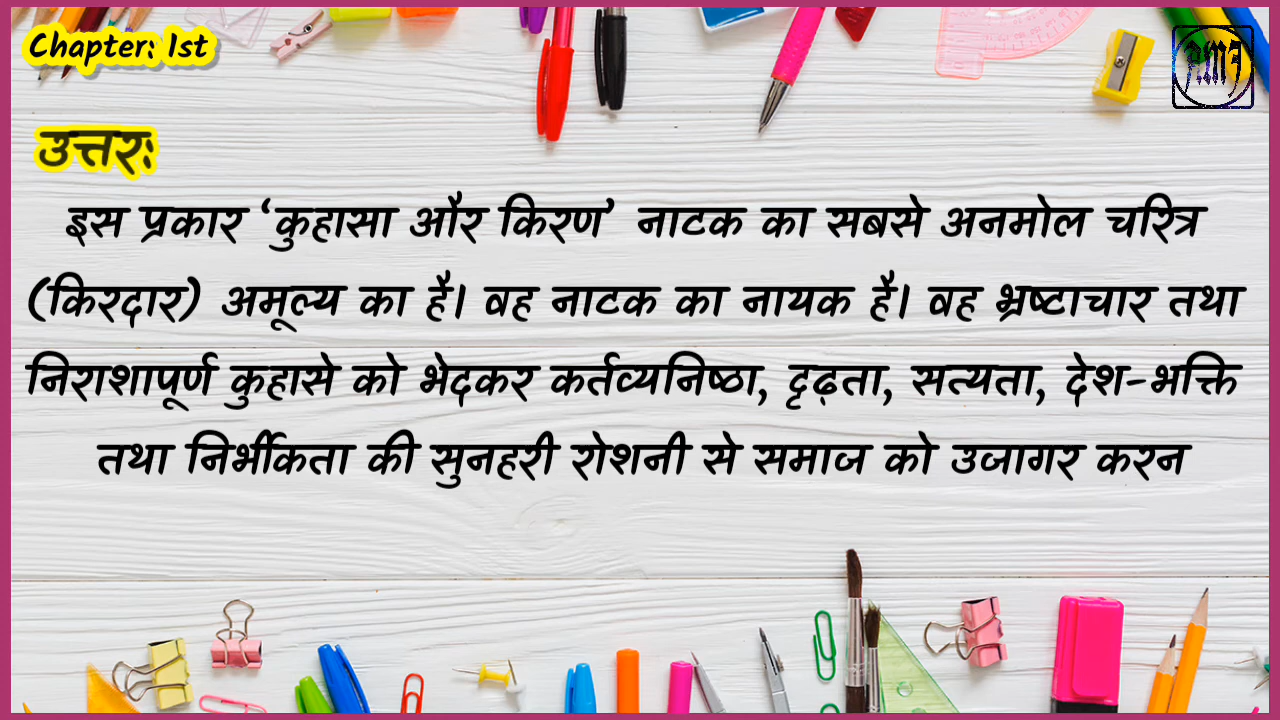 Chapter: 1st
उत्तर:
इस प्रकार ‘कुहासा और किरण’ नाटक का सबसे अनमोल चरित्र
(किरदार) अमूल्य का है। वह नाटक का नायक है। वह भ्रष्टाचार तथा
निराशापूर्ण कुहासे को भेदकर कर्तव्यनिष्ठा, दृढ़ता, सत्यता, देश-भक्ति
तथा निर्भीकता की सुनहरी रोशनी से समाज को उजागर करन